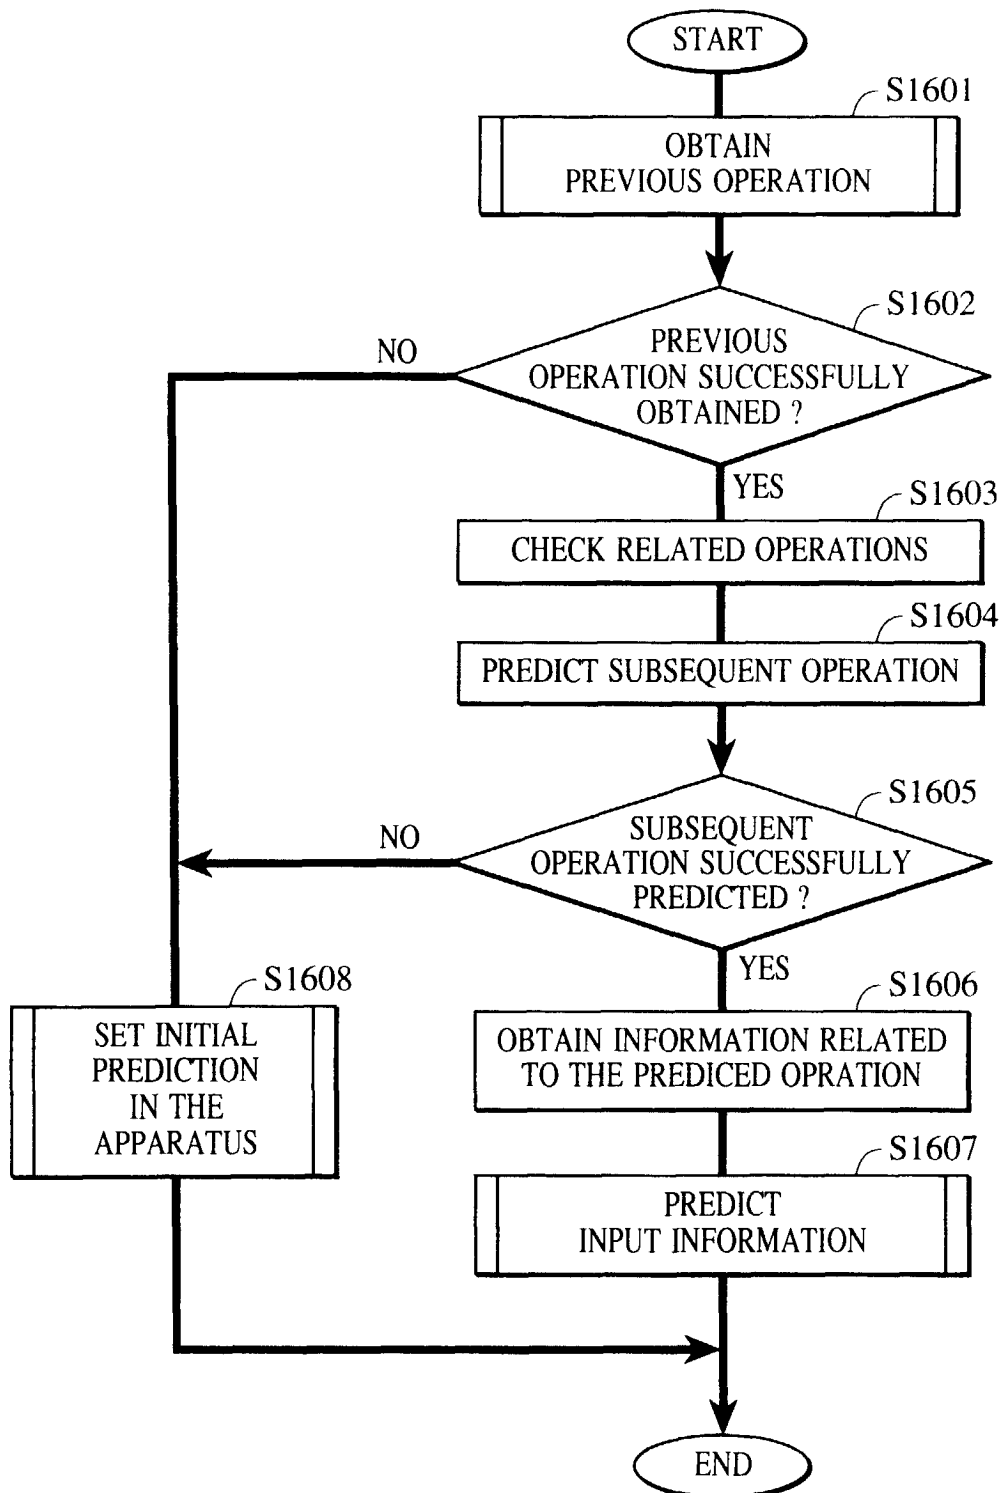 START
S1601
OBTAIN
PREVIOUS OPERATION
S1602
PREVIOUS
OPERATION SUCCESSFULLY
OBTAINED ?
NO
YES
S1603
CHECK RELATED OPERATIONS
S1604
PREDICT SUBSEQUENT OPERATION
S1605
SUBSEQUENT
OPERATION SUCCESSFULLY
PREDICTED ?
NO
YES
S1606
OBTAIN INFORMATION RELATED
TO THE PREDICED OPRATION
S1607
PREDICT
INPUT INFORMATION
S1608
SET INITIAL
PREDICTION
IN THE
APPARATUS
END